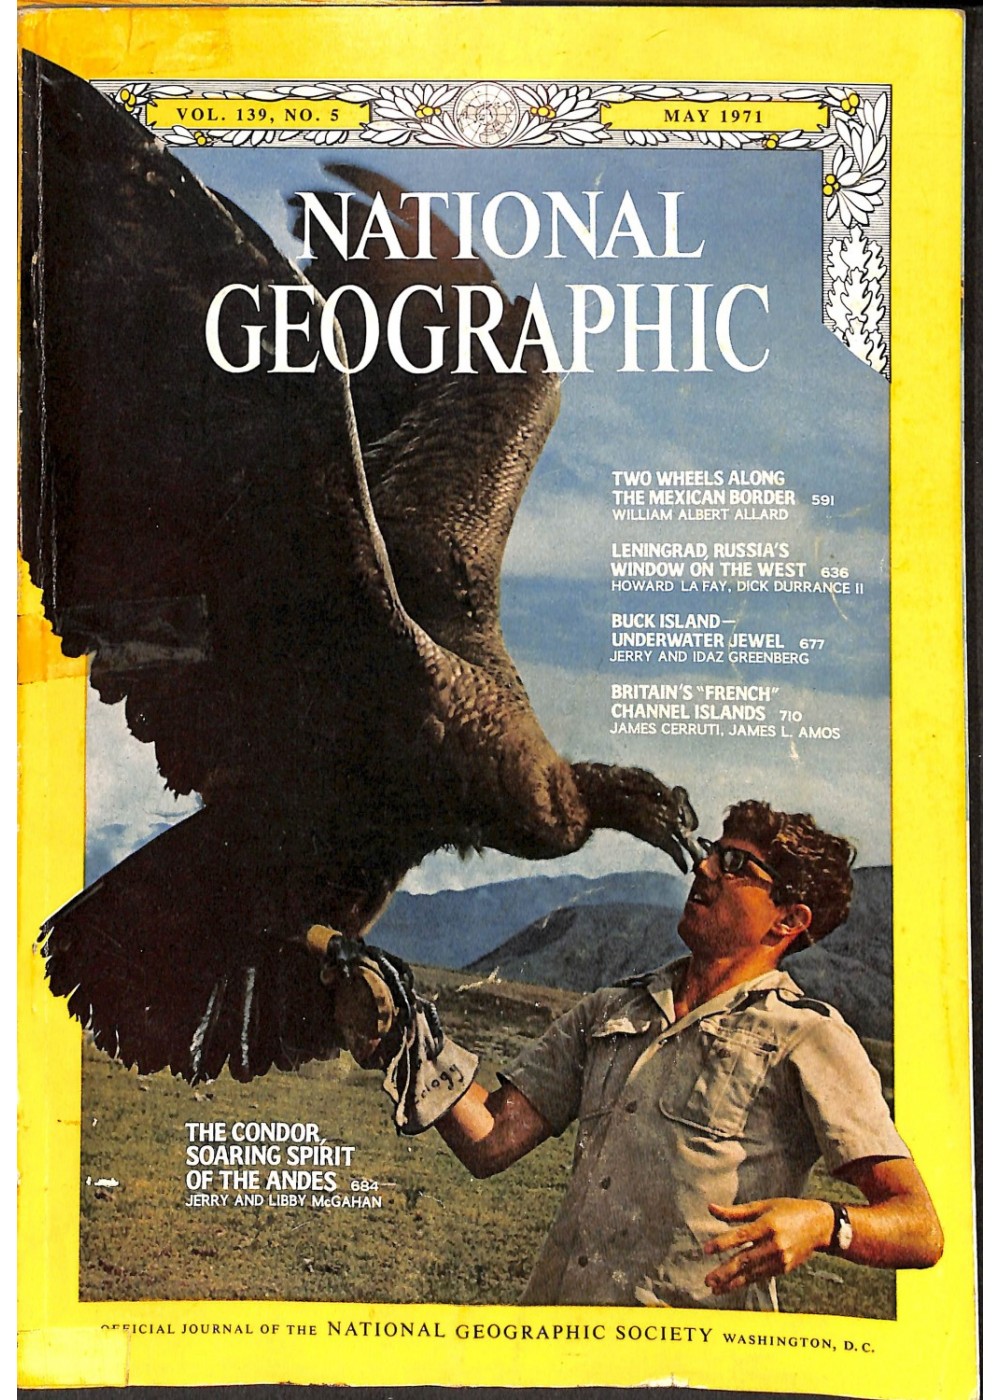 VOL. 139, NO. 5
MAY 1971
NATIONAL
GEOGRAPHIC
TWO WHEELS ALONG
THE MEXICAN BORDER 591
WILLIAM ALBERT ALLARD
LENINGRAD, RUSSIA'S
WINDOW ON THE WEST 636
HOWARD LA FAY, DICK DURRANCE II
BUCK ISLAND—
UNDERWATER JEWEL 677
JERRY AND IDAZ GREENBERG
BRITAIN'S "FRENCH"
CHANNEL ISLANDS 710
JAMES CERRUTI, JAMES L. AMOS
THE CONDOR,
SOARING SPIRIT
OF THE ANDES 684
JERRY AND LIBBY McGAHAN
OFFICIAL JOURNAL OF THE NATIONAL GEOGRAPHIC SOCIETY WASHINGTON, D.C.